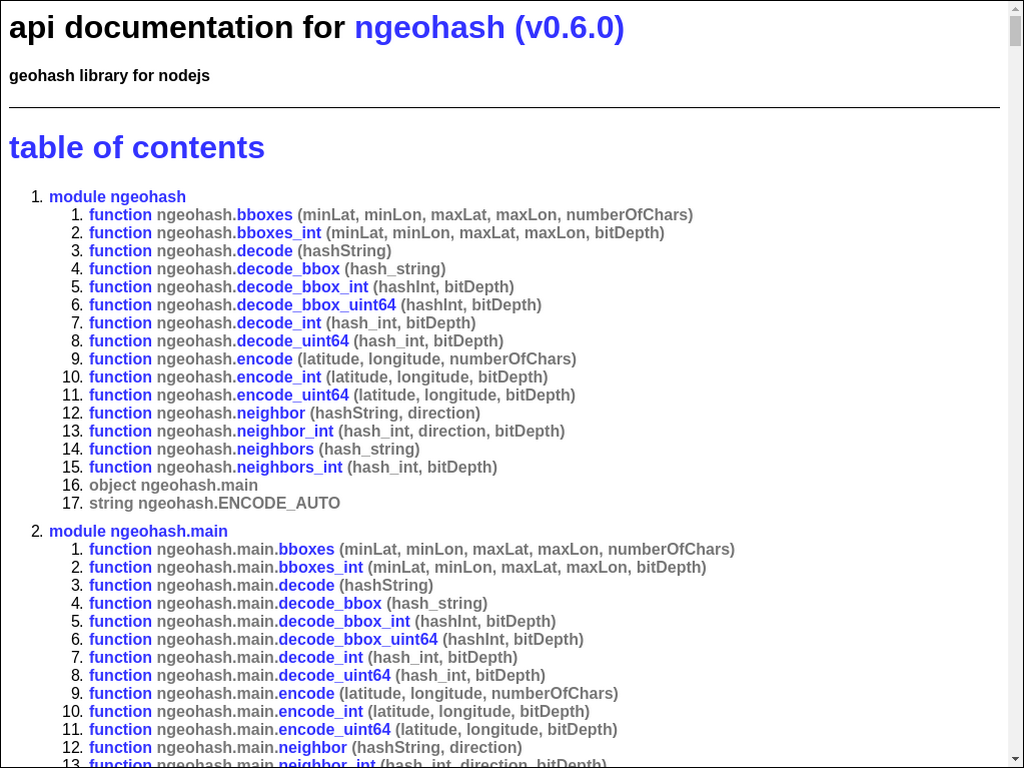 api documentation for ngeohash (v0.6.0)
geohash library for nodejs
table of contents
1. module ngeohash
1. function ngeohash.bboxes (minLat, minLon, maxLat, maxLon, numberOfChars)
2. function ngeohash.bboxes_int (minLat, minLon, maxLat, maxLon, bitDepth)
3. function ngeohash.decode (hashString)
4. function ngeohash.decode_bbox (hash_string)
5. function ngeohash.decode_bbox_int (hashInt, bitDepth)
6. function ngeohash.decode_bbox_uint64 (hashInt, bitDepth)
7. function ngeohash.decode_int (hash_int, bitDepth)
8. function ngeohash.decode_uint64 (hash_int, bitDepth)
9. function ngeohash.encode (latitude, longitude, numberOfChars)
10. function ngeohash.encode_int (latitude, longitude, bitDepth)
11. function ngeohash.encode_uint64 (latitude, longitude, bitDepth)
12. function ngeohash.neighbor (hashString, direction)
13. function ngeohash.neighbor_int (hash_int, direction, bitDepth)
14. function ngeohash.neighbors (hash_string)
15. function ngeohash.neighbors_int (hash_int, bitDepth)
16. object ngeohash.main
17. string ngeohash.ENCODE_AUTO
2. module ngeohash.main
1. function ngeohash.main.bboxes (minLat, minLon, maxLat, maxLon, numberOfChars)
2. function ngeohash.main.bboxes_int (minLat, minLon, maxLat, maxLon, bitDepth)
3. function ngeohash.main.decode (hashString)
4. function ngeohash.main.decode_bbox (hash_string)
5. function ngeohash.main.decode_bbox_int (hashInt, bitDepth)
6. function ngeohash.main.decode_bbox_uint64 (hashInt, bitDepth)
7. function ngeohash.main.decode_int (hash_int, bitDepth)
8. function ngeohash.main.decode_uint64 (hash_int, bitDepth)
9. function ngeohash.main.encode (latitude, longitude, numberOfChars)
10. function ngeohash.main.encode_int (latitude, longitude, bitDepth)
11. function ngeohash.main.encode_uint64 (latitude, longitude, bitDepth)
12. function ngeohash.main.neighbor (hashString, direction)
13. function ngeohash.main.neighbor_int (hash_int, direction, bitDepth)